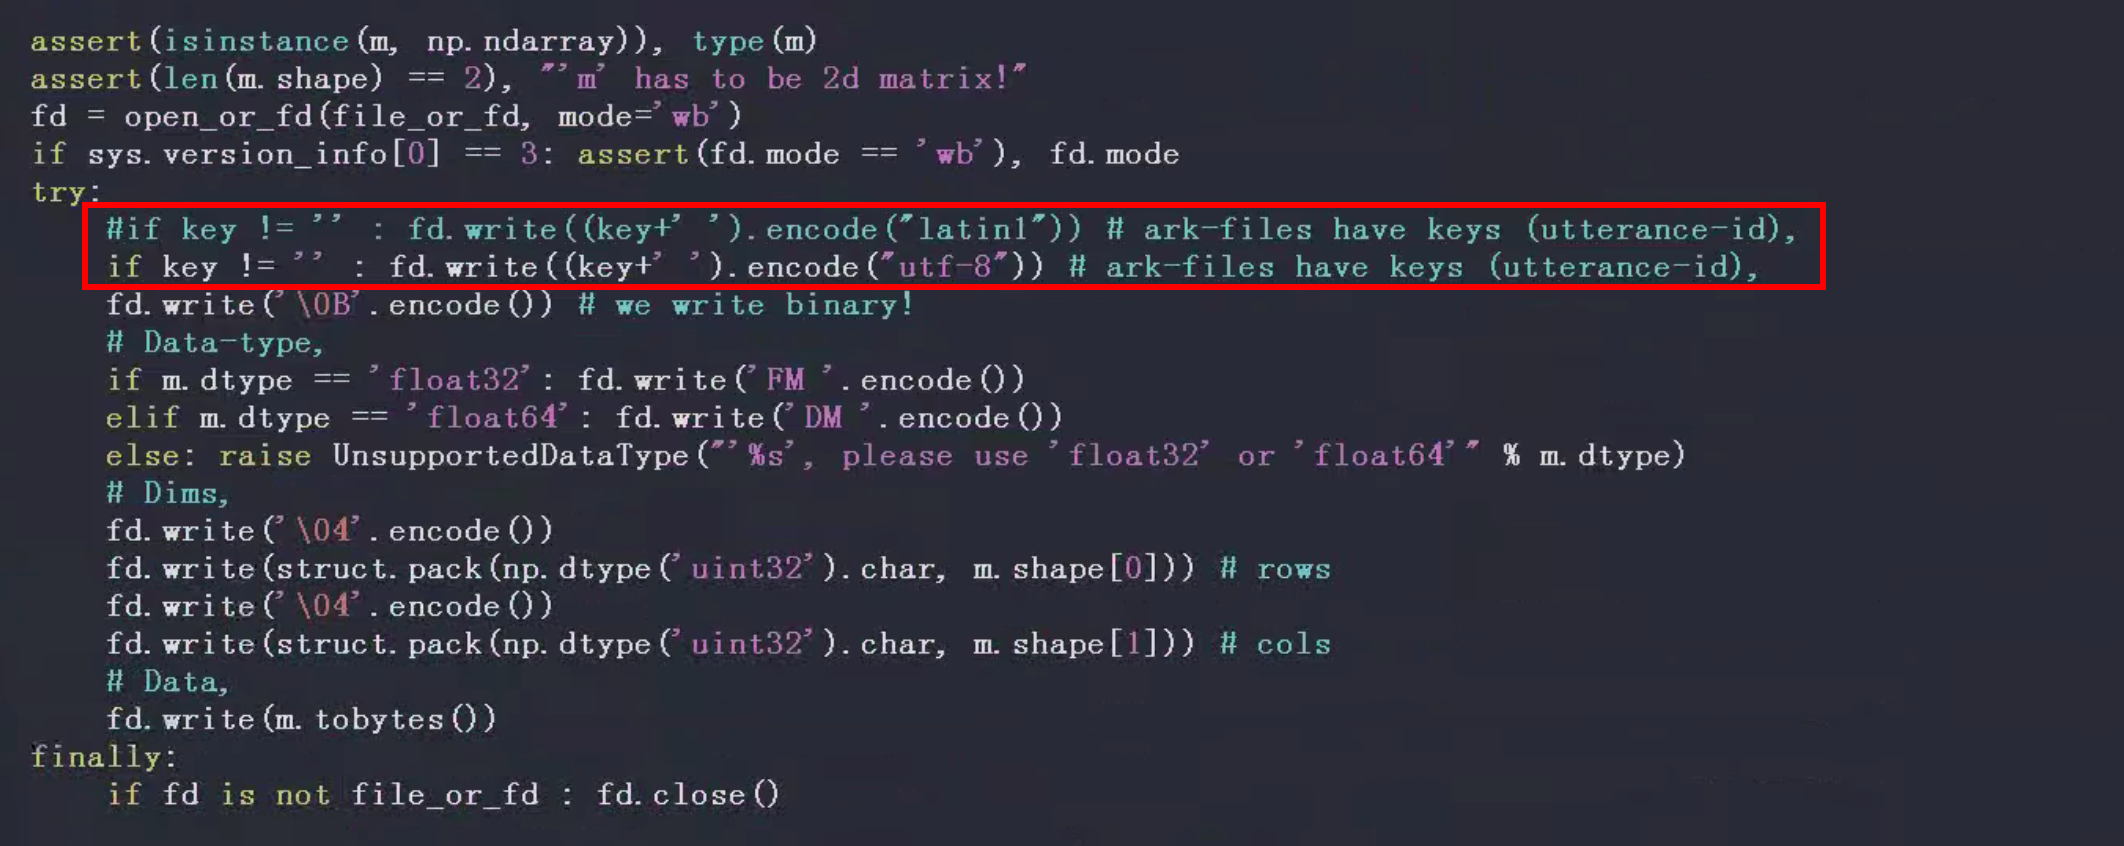 assert(isinstance(m, np.ndarray)), type(m)
assert(len(m.shape) == 2), "'m' has to be 2d matrix!"
fd = open_or_fd(file_or_fd, mode='wb')
if sys.version_info[0] == 3: assert(fd.mode == 'wb'), fd.mode
try:
    #if key != '' : fd.write((key+' ').encode("latin1")) # ark-files have keys (utterance-id),
    if key != '' : fd.write((key+' ').encode("utf-8")) # ark-files have keys (utterance-id),
    fd.write('\0B'.encode()) # we write binary!
    # Data-type,
    if m.dtype == 'float32': fd.write('FM '.encode())
    elif m.dtype == 'float64': fd.write('DM '.encode())
    else: raise UnsupportedDataType("'%s', please use 'float32' or 'float64'" % m.dtype)
    # Dims,
    fd.write('\04'.encode())
    fd.write(struct.pack(np.dtype('uint32').char, m.shape[0])) # rows
    fd.write('\04'.encode())
    fd.write(struct.pack(np.dtype('uint32').char, m.shape[1])) # cols
    # Data,
    fd.write(m.tobytes())
finally:
    if fd is not file_or_fd : fd.close()